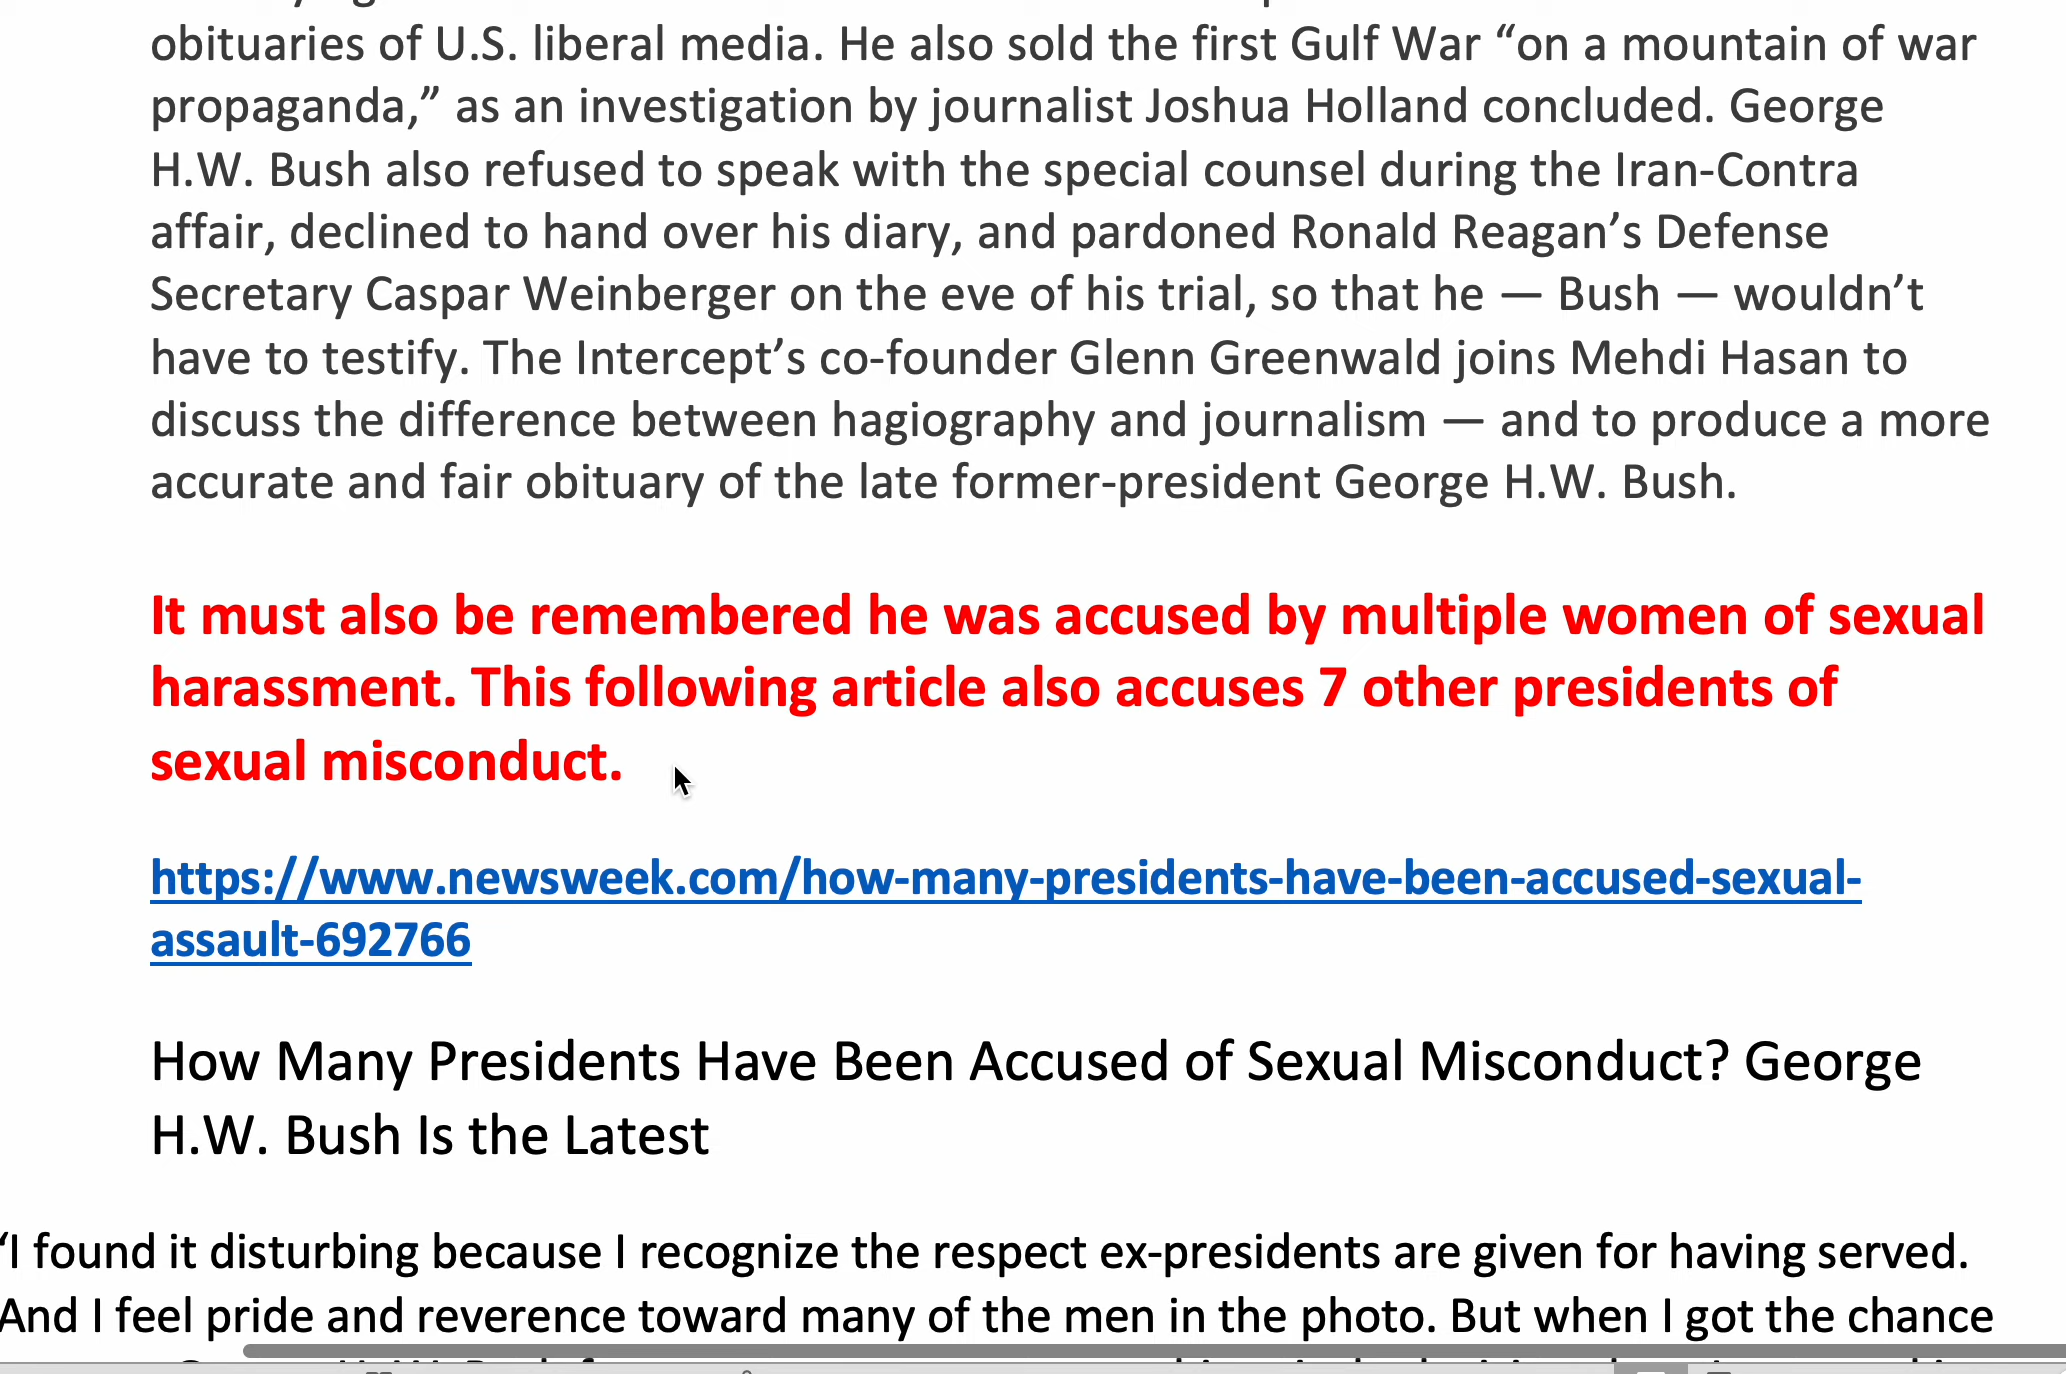 obituaries of U.S. liberal media. He also sold the first Gulf War “on a mountain of war
propaganda,” as an investigation by journalist Joshua Holland concluded. George
H.W. Bush also refused to speak with the special counsel during the Iran-Contra
affair, declined to hand over his diary, and pardoned Ronald Reagan’s Defense
Secretary Caspar Weinberger on the eve of his trial, so that he — Bush — wouldn’t
have to testify. The Intercept’s co-founder Glenn Greenwald joins Mehdi Hasan to
discuss the difference between hagiography and journalism — and to produce a more
accurate and fair obituary of the late former-president George H.W. Bush.
It must also be remembered he was accused by multiple women of sexual
harassment. This following article also accuses 7 other presidents of
sexual misconduct.
https://www.newsweek.com/how-many-presidents-have-been-accused-sexual-
assault-692766
How Many Presidents Have Been Accused of Sexual Misconduct? George
H.W. Bush Is the Latest
‘I found it disturbing because I recognize the respect ex-presidents are given for having served.
And I feel pride and reverence toward many of the men in the photo. But when I got the chance